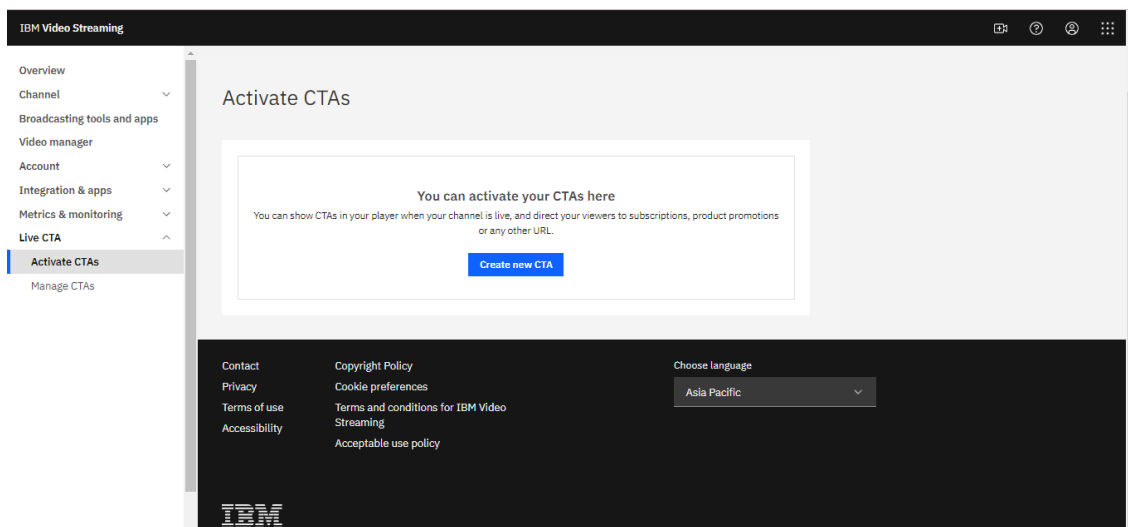 IBM Video Streaming
Overview
Channel
Broadcasting tools and apps
Video manager
Account
Integration & apps
Metrics & monitoring
Live CTA
Activate CTAs
Manage CTAs
Activate CTAs
You can activate your CTAs here
You can show CTAs in your player when your channel is live, and direct your viewers to subscriptions, product promotions
or any other URL.
Create new CTA
Contact
Privacy
Terms of use
Accessibility
Copyright Policy
Cookie preferences
Terms and conditions for IBM Video
Streaming
Acceptable use policy
Choose language
Asia Pacific
IBM